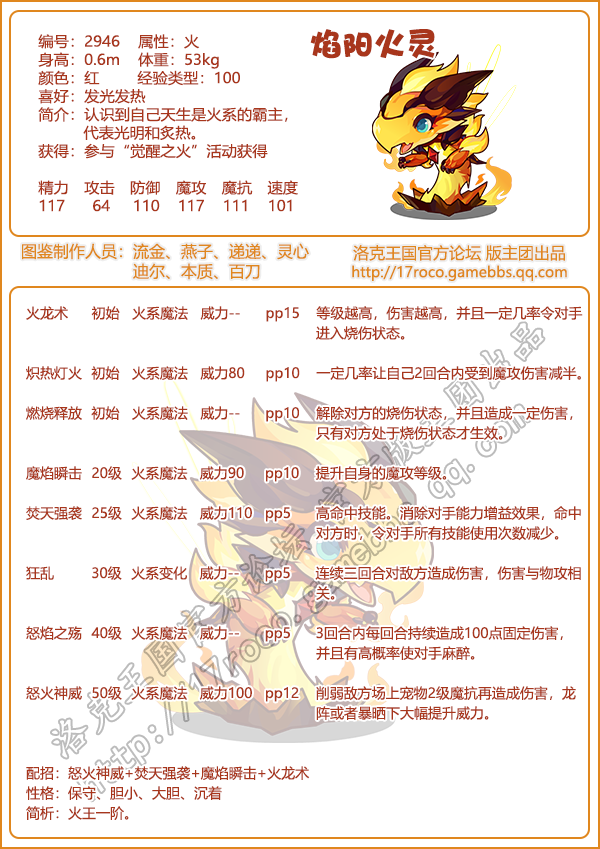 焰阳火灵
编号：2946 属性：火
身高：0.6m 体重：53kg
颜色：红 经验类型：100
喜好：发光发热
简介：认识到自己天生是火系的霸主，
代表光明和炙热。
获得：参与“觉醒之火”活动获得
精力 攻击 防御 魔攻 魔抗 速度
117 64 110 117 111 101
图鉴制作人员：流金、燕子、递递、灵心
迪尔、本质、百刀
洛克王国官方论坛 版主团出品
http://17roco.gamebbs.qq.com
火龙术 初始 火系魔法 威力-- pp15 等级越高，伤害越高，并且一定几率令对手
进入烧伤状态。
炽热灯火 初始 火系魔法 威力80 pp10 一定几率让自己2回合内受到魔攻伤害减半。
燃烧释放 初始 火系魔法 威力-- pp10 解除对方的烧伤状态，并且造成一定伤害，
只有对方处于烧伤状态才生效。
魔焰瞬击 20级 火系魔法 威力90 pp10 提升自身的魔攻等级。
焚天强袭 25级 火系魔法 威力110 pp5 高命中技能。消除对手能力增益效果，命中
对方时，令对手所有技能使用次数减少。
狂乱 30级 火系变化 威力-- pp5 连续三回合对敌方造成伤害，伤害与物攻相
关。
怒焰之殇 40级 火系魔法 威力-- pp5 3回合内每回合持续造成100点固定伤害，
并且有高概率使对手麻醉。
怒火神威 50级 火系魔法 威力100 pp12 削弱敌方场上宠物2级魔抗再造成伤害，龙
阵或者暴晒下大幅提升威力。
洛克王国官方论坛 官方版主团出品
http://17roco.gamebbs.qq.com
配招：怒火神威+焚天强袭+魔焰瞬击+火龙术
性格：保守、胆小、大胆、沉着
简析：火王一阶。